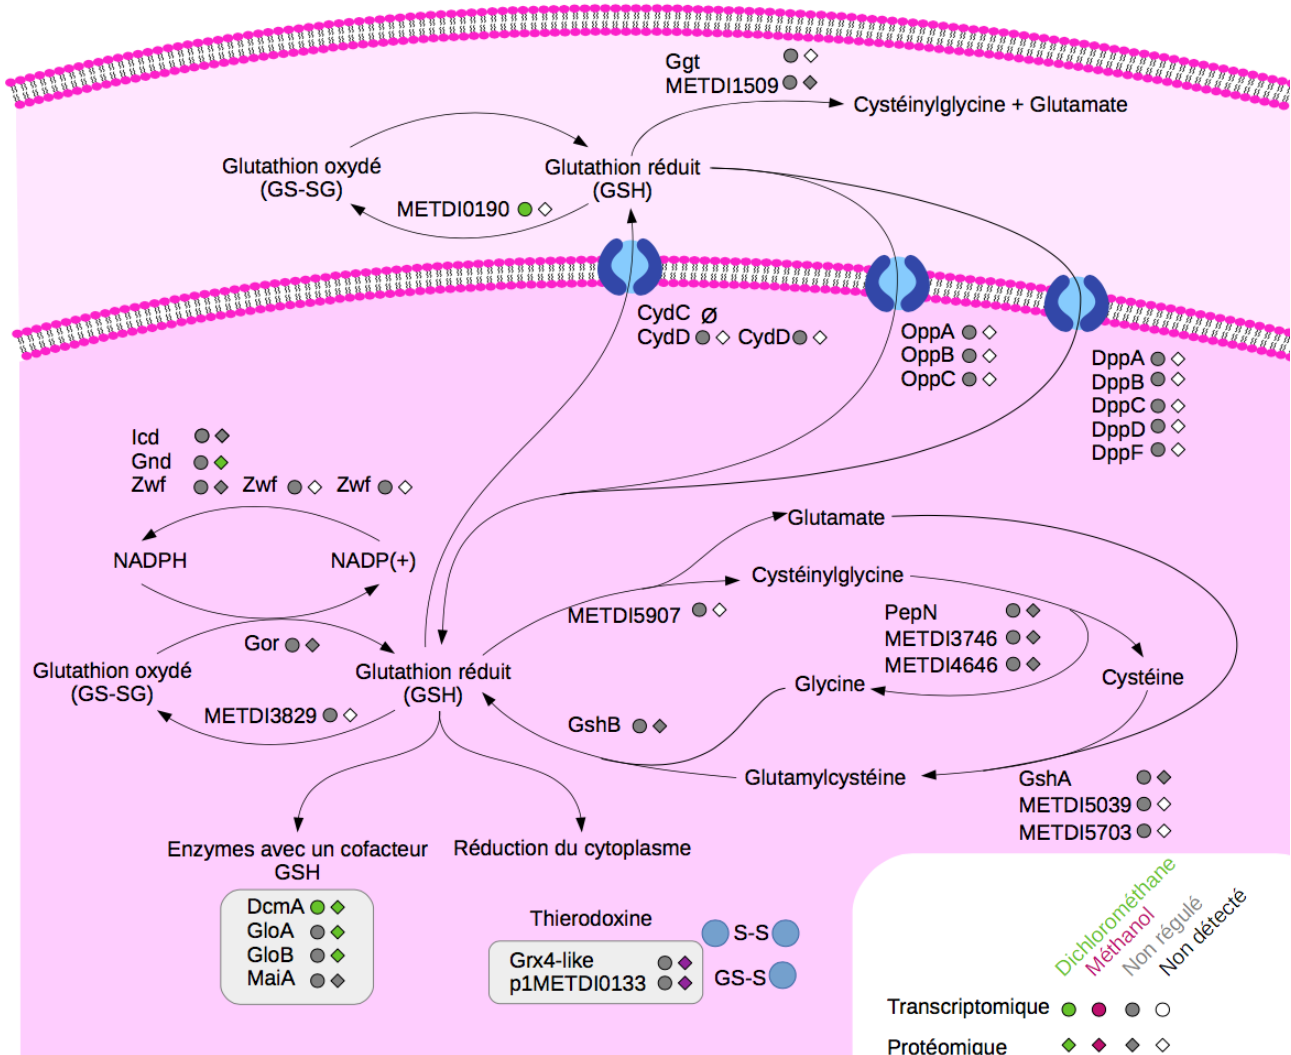 Ggt
METDI1509
Cystéinylglycine + Glutamate
Glutathion oxydé
(GS-SG)
Glutathion réduit
(GSH)
METDI0190
CydC Ø
CydD CydD
OppA
OppB
OppC
DppA
DppB
DppC
DppD
DppF
Icd
Gnd
Zwf Zwf Zwf
NADPH
NADP(+)
Glutamate
Cystéinylglycine
METDI5907
PepN
METDI3746
METDI4646
Gor
Glutathion oxydé
(GS-SG)
Glutathion réduit
(GSH)
METDI3829
Glycine
Cystéine
GshB
Glutamylcystéine
GshA
METDI5039
METDI5703
Enzymes avec un cofacteur
GSH
Réduction du cytoplasme
DcmA
GloA
GloB
MaiA
Thierodoxine
Grx4-like
p1METDI0133
S-S
GS-S
Dichlorométhane
Méthanol
Non régulé
Non détecté
Transcriptomique
Protéomique